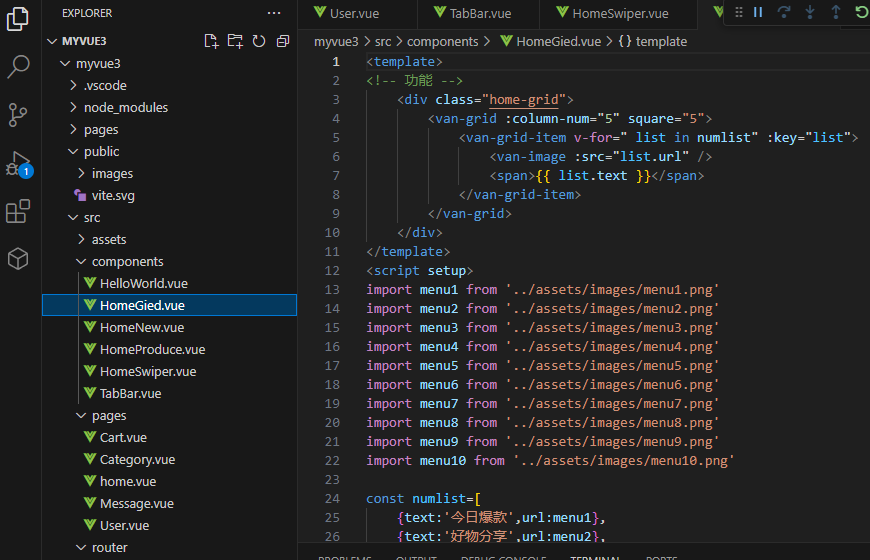 EXPLORER
MYVUE3
myvue3
.vscode
node_modules
pages
public
images
vite.svg
src
assets
components
HelloWorld.vue
HomeGied.vue
HomeNew.vue
HomeProduce.vue
HomeSwiper.vue
TabBar.vue
pages
Cart.vue
Category.vue
home.vue
Message.vue
User.vue
router
1
User.vue TabBar.vue HomeSwiper.vue
myvue3 > src > components > HomeGied.vue > {} template
1 <template>
2 <!-- 功能 -->
3 <div class="home-grid">
4 <van-grid :column-num="5" square="5">
5 <van-grid-item v-for=" list in numlist" :key="list">
6 <van-image :src="list.url" />
7 <span>{{ list.text }}</span>
8 </van-grid-item>
9 </van-grid>
10 </div>
11 </template>
12 <script setup>
13 import menu1 from '../assets/images/menu1.png'
14 import menu2 from '../assets/images/menu2.png'
15 import menu3 from '../assets/images/menu3.png'
16 import menu4 from '../assets/images/menu4.png'
17 import menu5 from '../assets/images/menu5.png'
18 import menu6 from '../assets/images/menu6.png'
19 import menu7 from '../assets/images/menu7.png'
20 import menu8 from '../assets/images/menu8.png'
21 import menu9 from '../assets/images/menu9.png'
22 import menu10 from '../assets/images/menu10.png'
23
24 const numlist=[
25 {text:'今日爆款',url:menu1},
26 {text:'好物分享',url:menu2},
PROBLEMS OUTPUT DEBUG CONSOLE TERMINAL PORTS